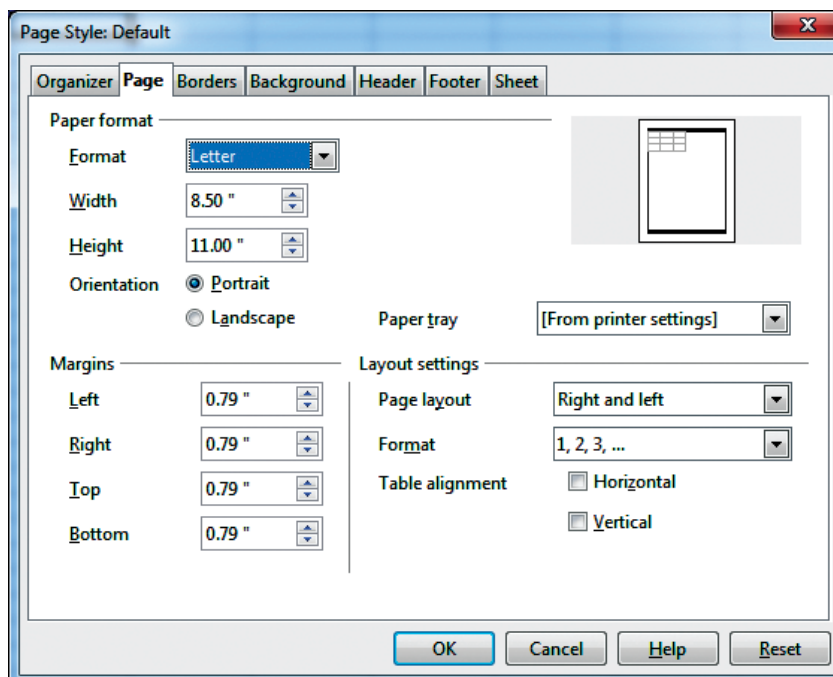 Page Style: Default
Organizer Page Borders Background Header Footer Sheet
Paper format
Format Letter
Width 8.50 "
Height 11.00 "
Orientation Portrait
Landscape Paper tray [From printer settings]
Margins Layout settings
Left 0.79 " Page layout Right and left
Right 0.79 " Format 1, 2, 3, ...
Top 0.79 " Table alignment Horizontal
Bottom 0.79 " Vertical
OK Cancel Help Reset